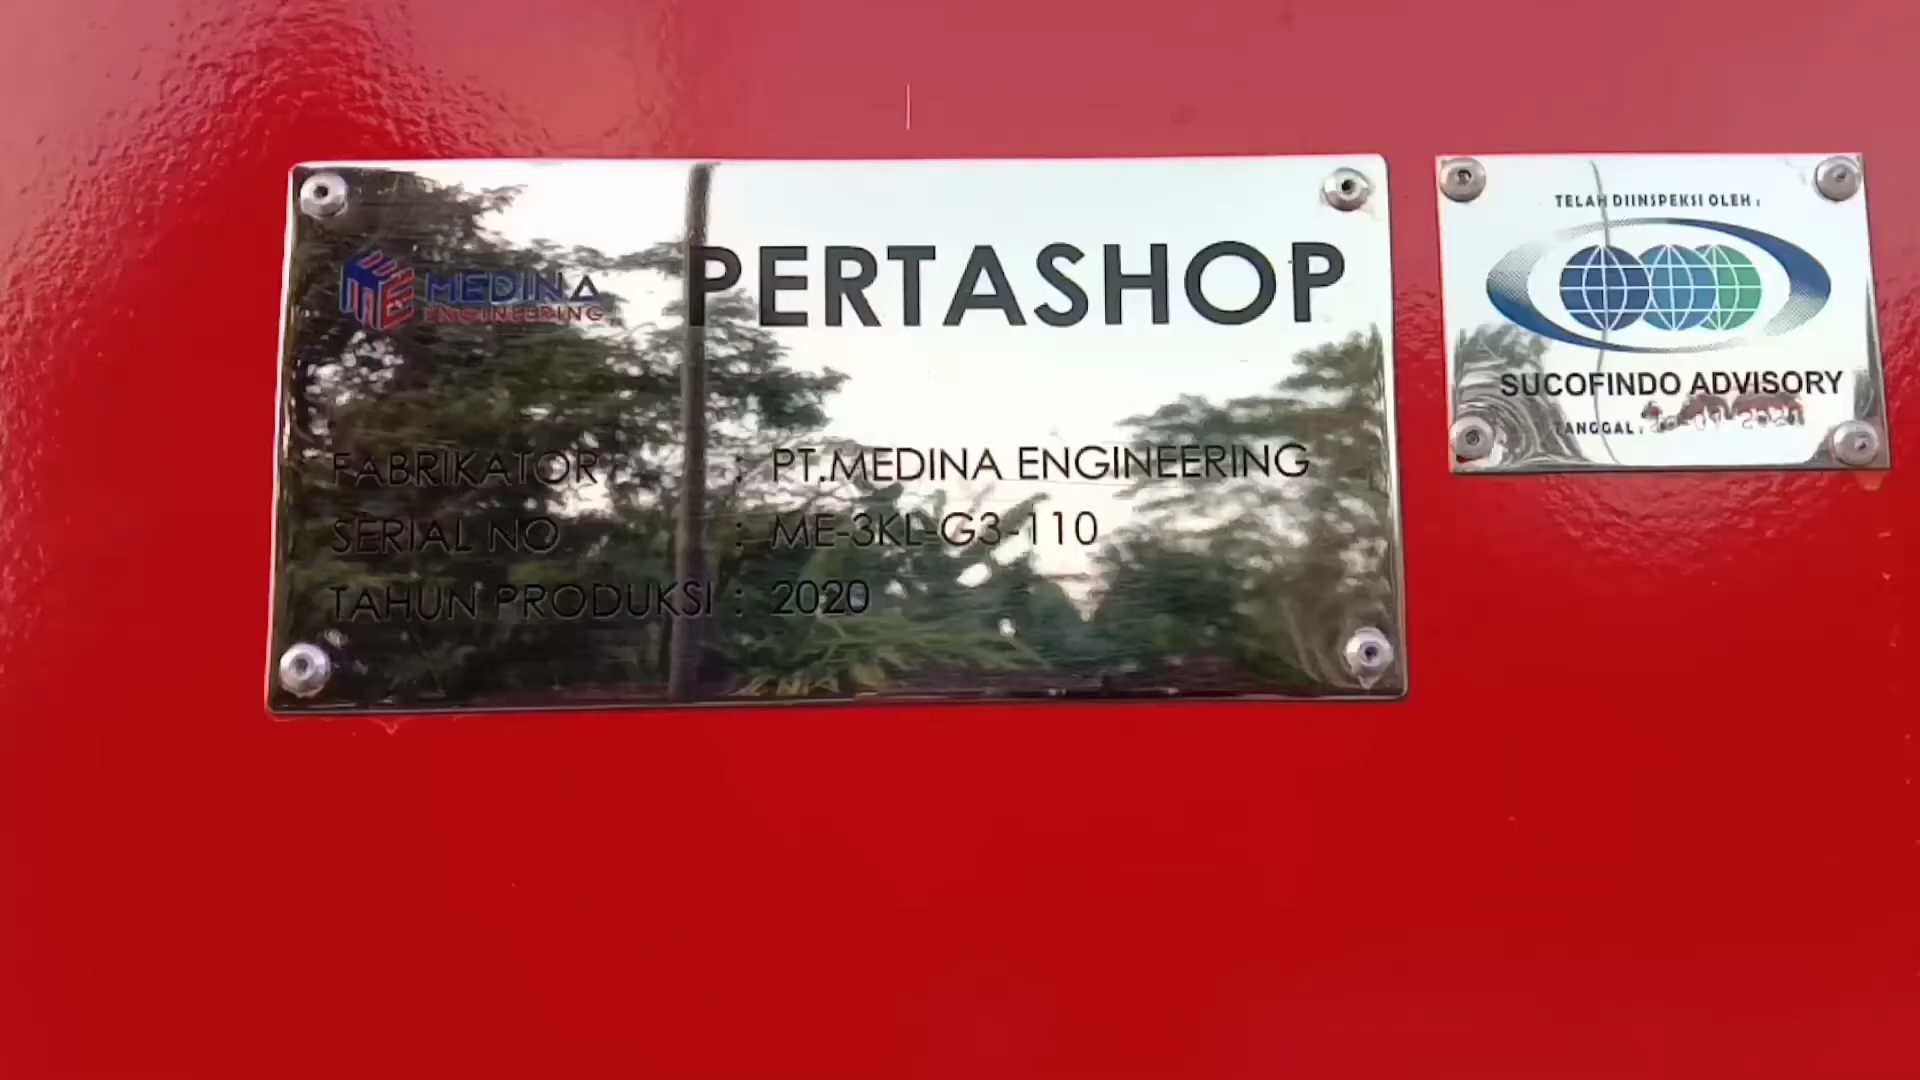 MEDINA
ENGINEERING
PERTASHOP
FABRIKATOR : PT.MEDINA ENGINEERING
SERIAL NO : ME-3KL-G3-110
TAHUN PRODUKSI : 2020
TELAH DIINSPEKSI OLEH :
SUCOFINDO ADVISORY
TANGGAL :